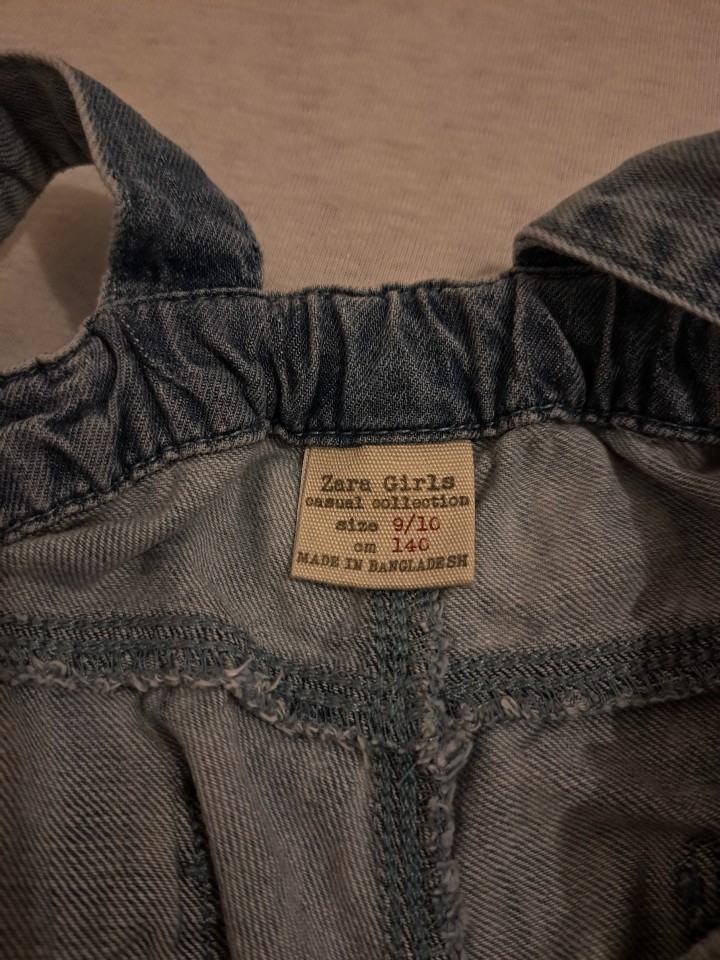 Zara Girls
casual collection
size 9/10
cm 140
MADE IN BANGLADESH